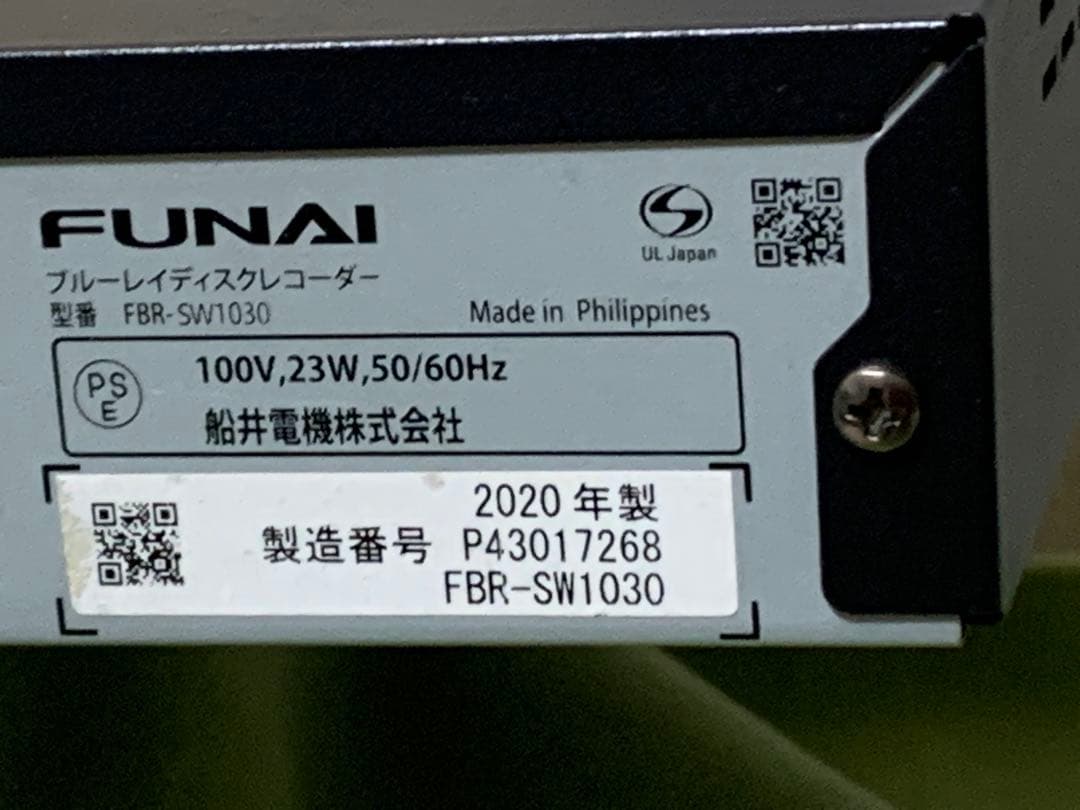 FUNAI
ブルーレイディスクレコーダー
型番 FBR-SW1030
UL Japan
Made in Philippines
PS
E
100V,23W,50/60Hz
船井電機株式会社
2020 年製
製造番号 P43017268
FBR-SW1030